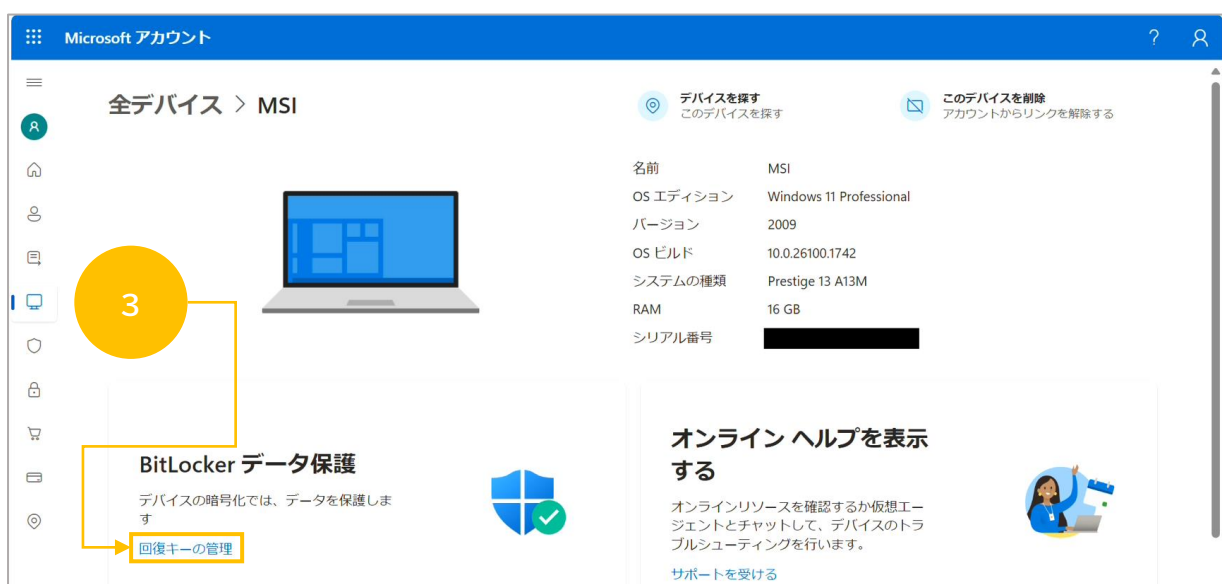 Microsoft アカウント
?
全デバイス > MSI
デバイスを探す
このデバイスを探す
このデバイスを削除
アカウントからリンクを解除する
名前 MSI
OS エディション Windows 11 Professional
バージョン 2009
OS ビルド 10.0.26100.1742
システムの種類 Prestige 13 A13M
RAM 16 GB
シリアル番号
3
BitLocker データ保護
デバイスの暗号化では、データを保護しま
す
回復キーの管理
オンライン ヘルプを表示
する
オンラインリソースを確認するか仮想エー
ジェントとチャットして、デバイスのトラ
ブルシューティングを行います。
サポートを受ける